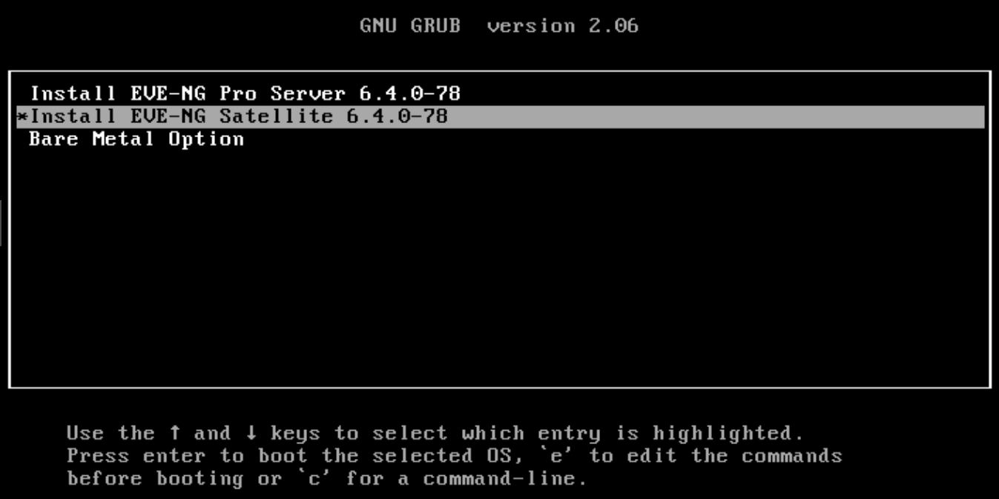 GNU GRUB  version 2.06
Install EVE-NG Pro Server 6.4.0-78
*Install EVE-NG Satellite 6.4.0-78
Bare Metal Option
Use the ↑ and ↓ keys to select which entry is highlighted.
Press enter to boot the selected OS, `e' to edit the commands
before booting or `c' for a command-line.